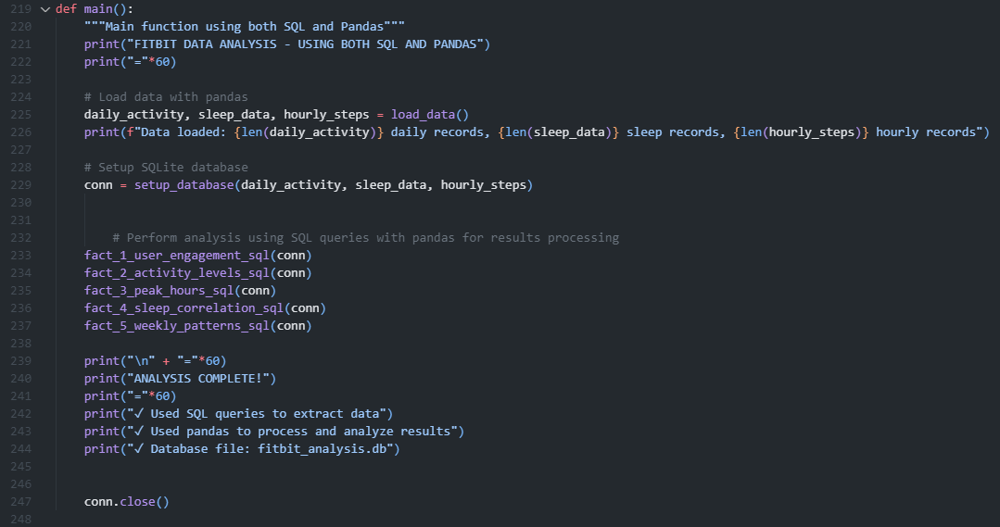 219 def main():
220     """Main function using both SQL and Pandas"""
221     print("FITBIT DATA ANALYSIS - USING BOTH SQL AND PANDAS")
222     print("="*60)
223
224     # Load data with pandas
225     daily_activity, sleep_data, hourly_steps = load_data()
226     print(f"Data loaded: {len(daily_activity)} daily records, {len(sleep_data)} sleep records, {len(hourly_steps)} hourly records")
227
228     # Setup SQLite database
229     conn = setup_database(daily_activity, sleep_data, hourly_steps)
230
231
232         # Perform analysis using SQL queries with pandas for results processing
233     fact_1_user_engagement_sql(conn)
234     fact_2_activity_levels_sql(conn)
235     fact_3_peak_hours_sql(conn)
236     fact_4_sleep_correlation_sql(conn)
237     fact_5_weekly_patterns_sql(conn)
238
239     print("\n" + "="*60)
240     print("ANALYSIS COMPLETE!")
241     print("="*60)
242     print("✓ Used SQL queries to extract data")
243     print("✓ Used pandas to process and analyze results")
244     print("✓ Database file: fitbit_analysis.db")
245
246
247     conn.close()
248